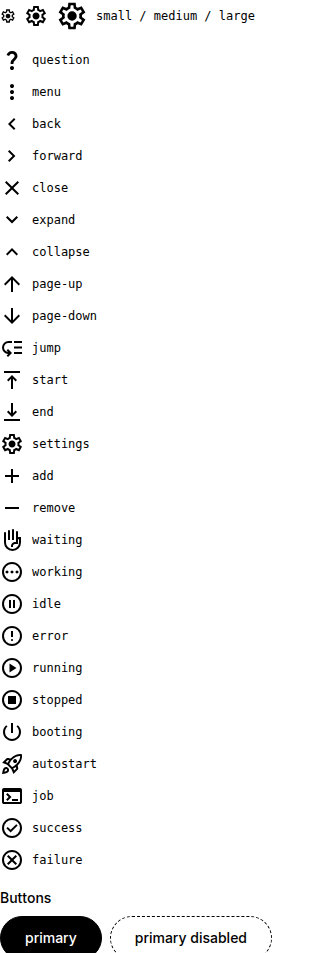 small / medium / large
question
menu
back
forward
close
expand
collapse
page-up
page-down
jump
start
end
settings
add
remove
waiting
working
idle
error
running
stopped
booting
autostart
job
success
failure
Buttons
primary primary disabled